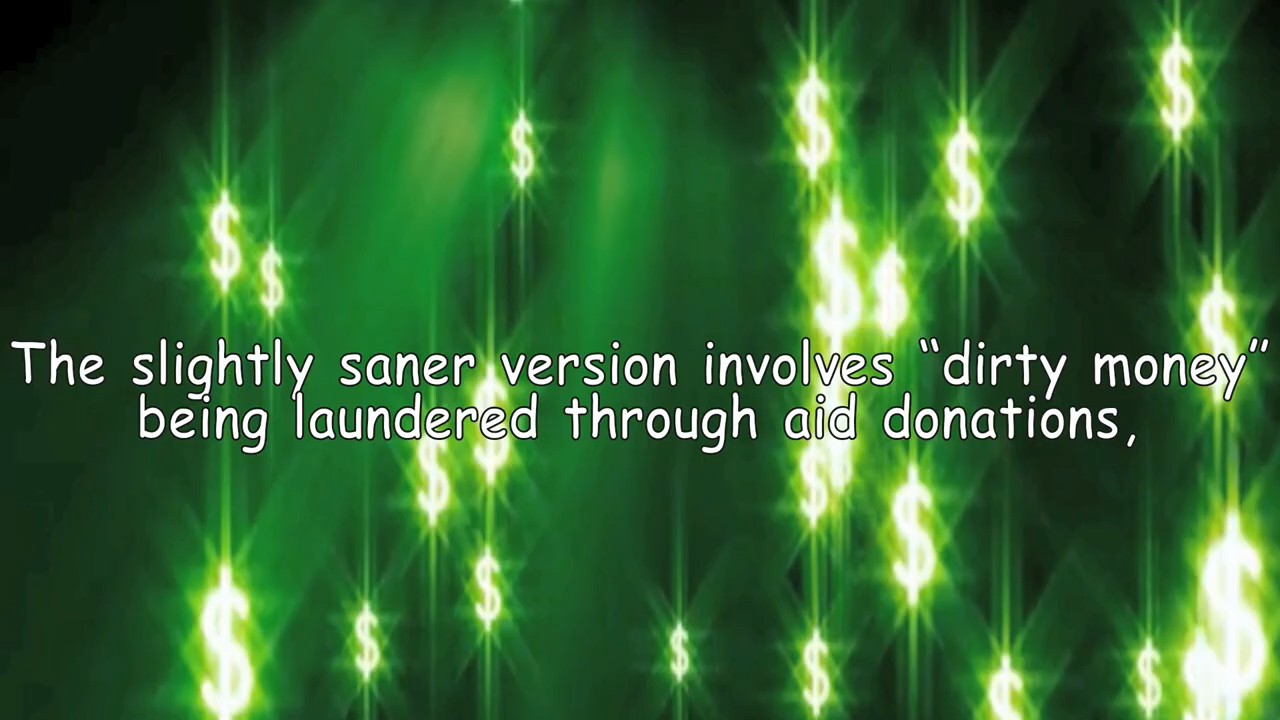 The slightly saner version involves “dirty money”
being laundered through aid donations,